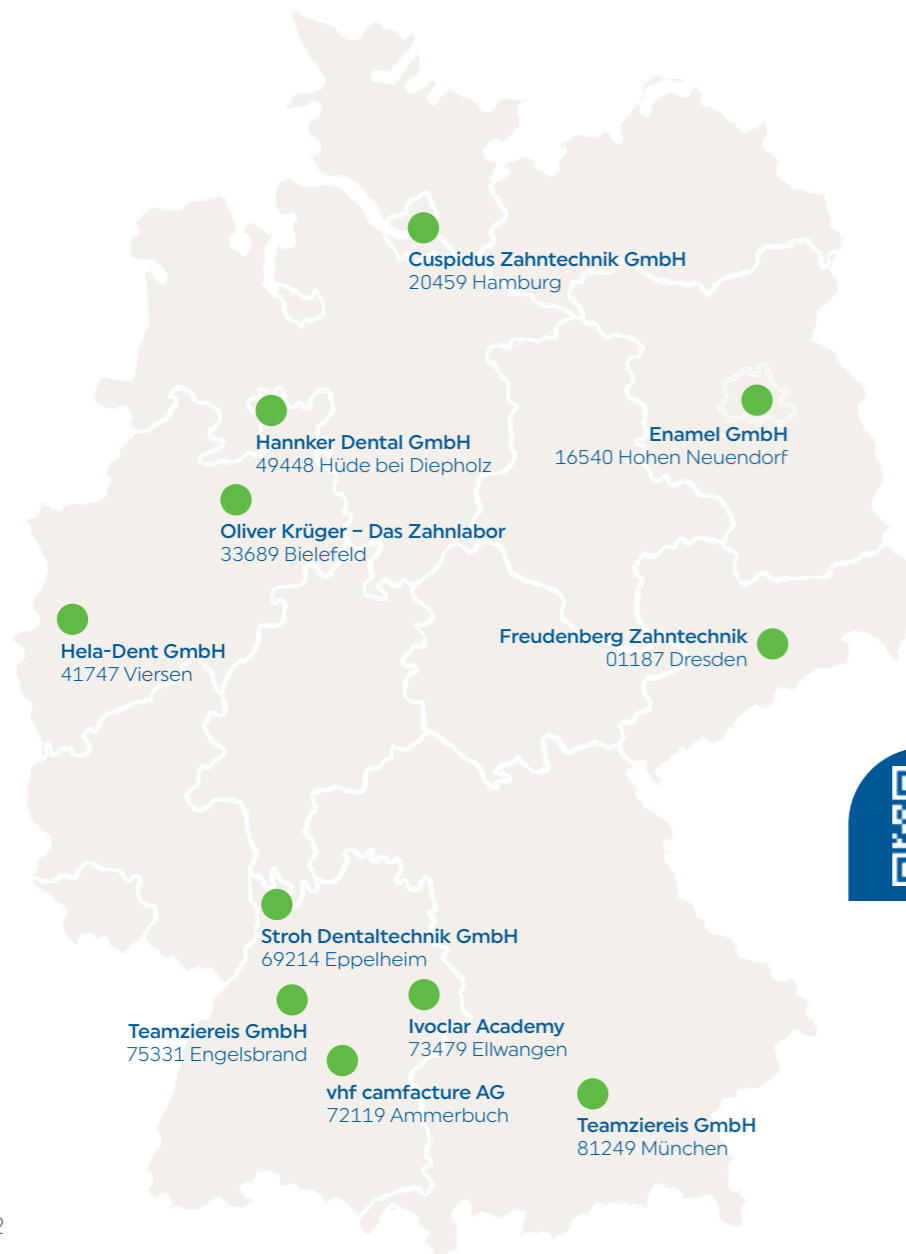 Cuspidus Zahntechnik GmbH
20459 Hamburg
Hannker Dental GmbH
49448 Hüde bei Diepholz
Enamel GmbH
16540 Hohen Neuendorf
Oliver Krüger – Das Zahnlabor
33689 Bielefeld
Hela-Dent GmbH
41747 Viersen
Freudenberg Zahntechnik
01187 Dresden
Stroh Dentaltechnik GmbH
69214 Eppelheim
Teamziereis GmbH
75331 Engelsbrand
Ivoclar Academy
73479 Ellwangen
vhf camfacture AG
72119 Ammerbuch
Teamziereis GmbH
81249 München
2